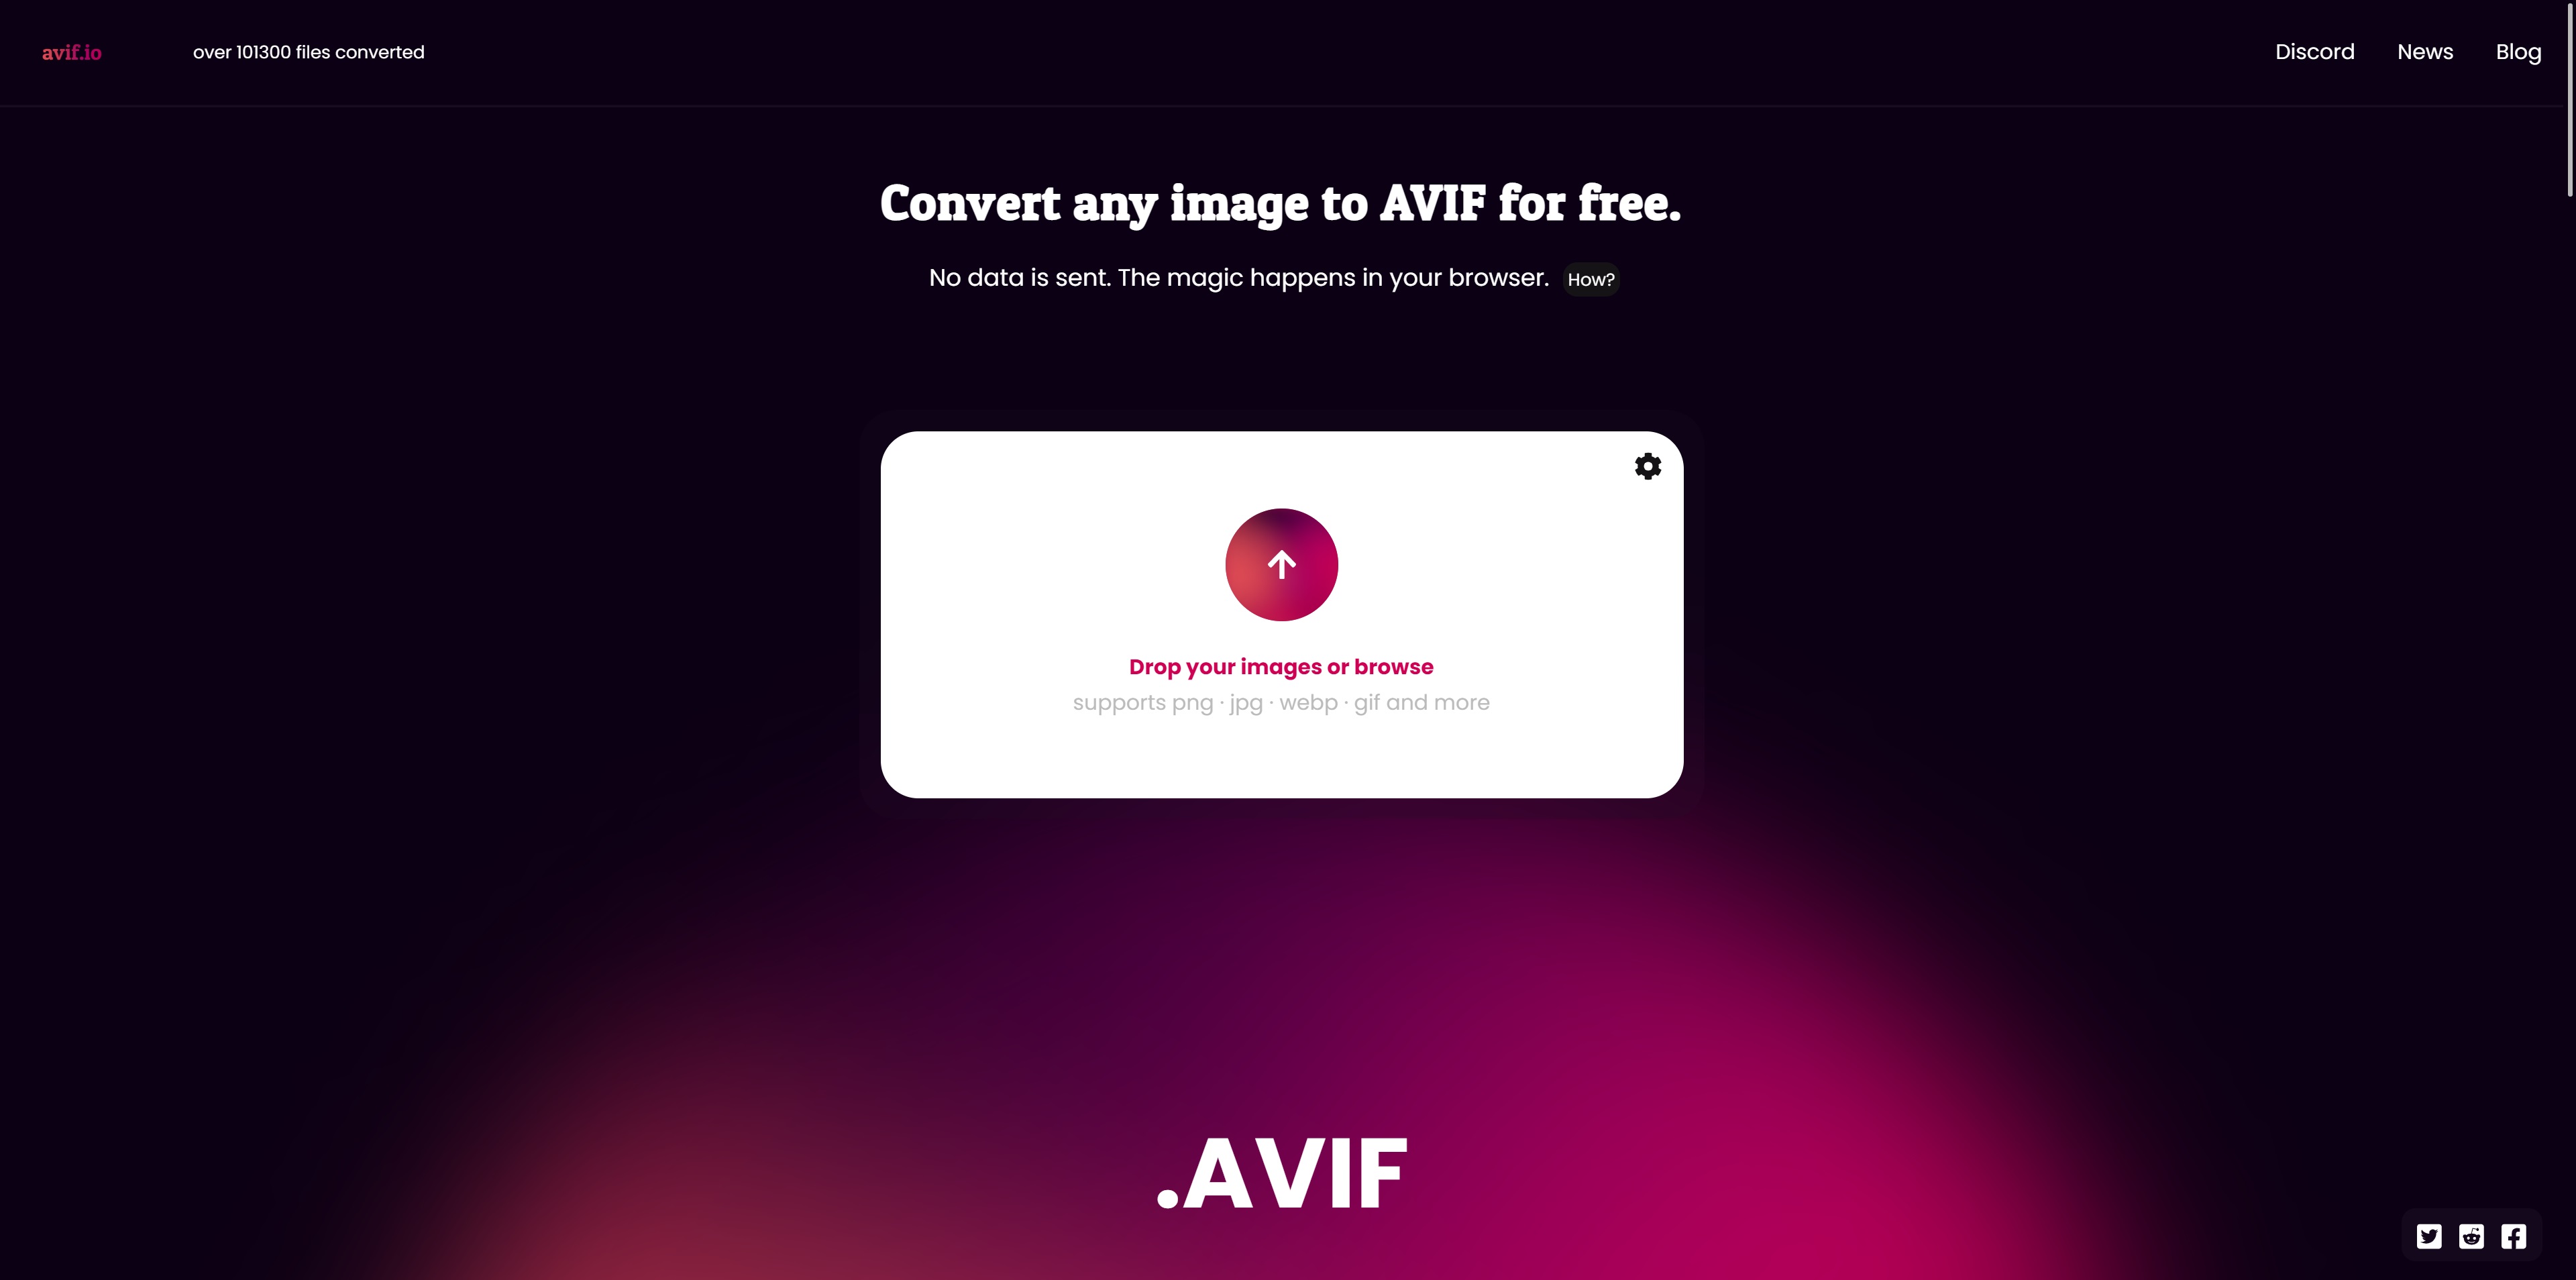 avif.io
over 101300 files converted
Discord
News
Blog
Convert any image to AVIF for free.
No data is sent. The magic happens in your browser. How?
Drop your images or browse
supports png · jpg · webp · gif and more
.AVIF